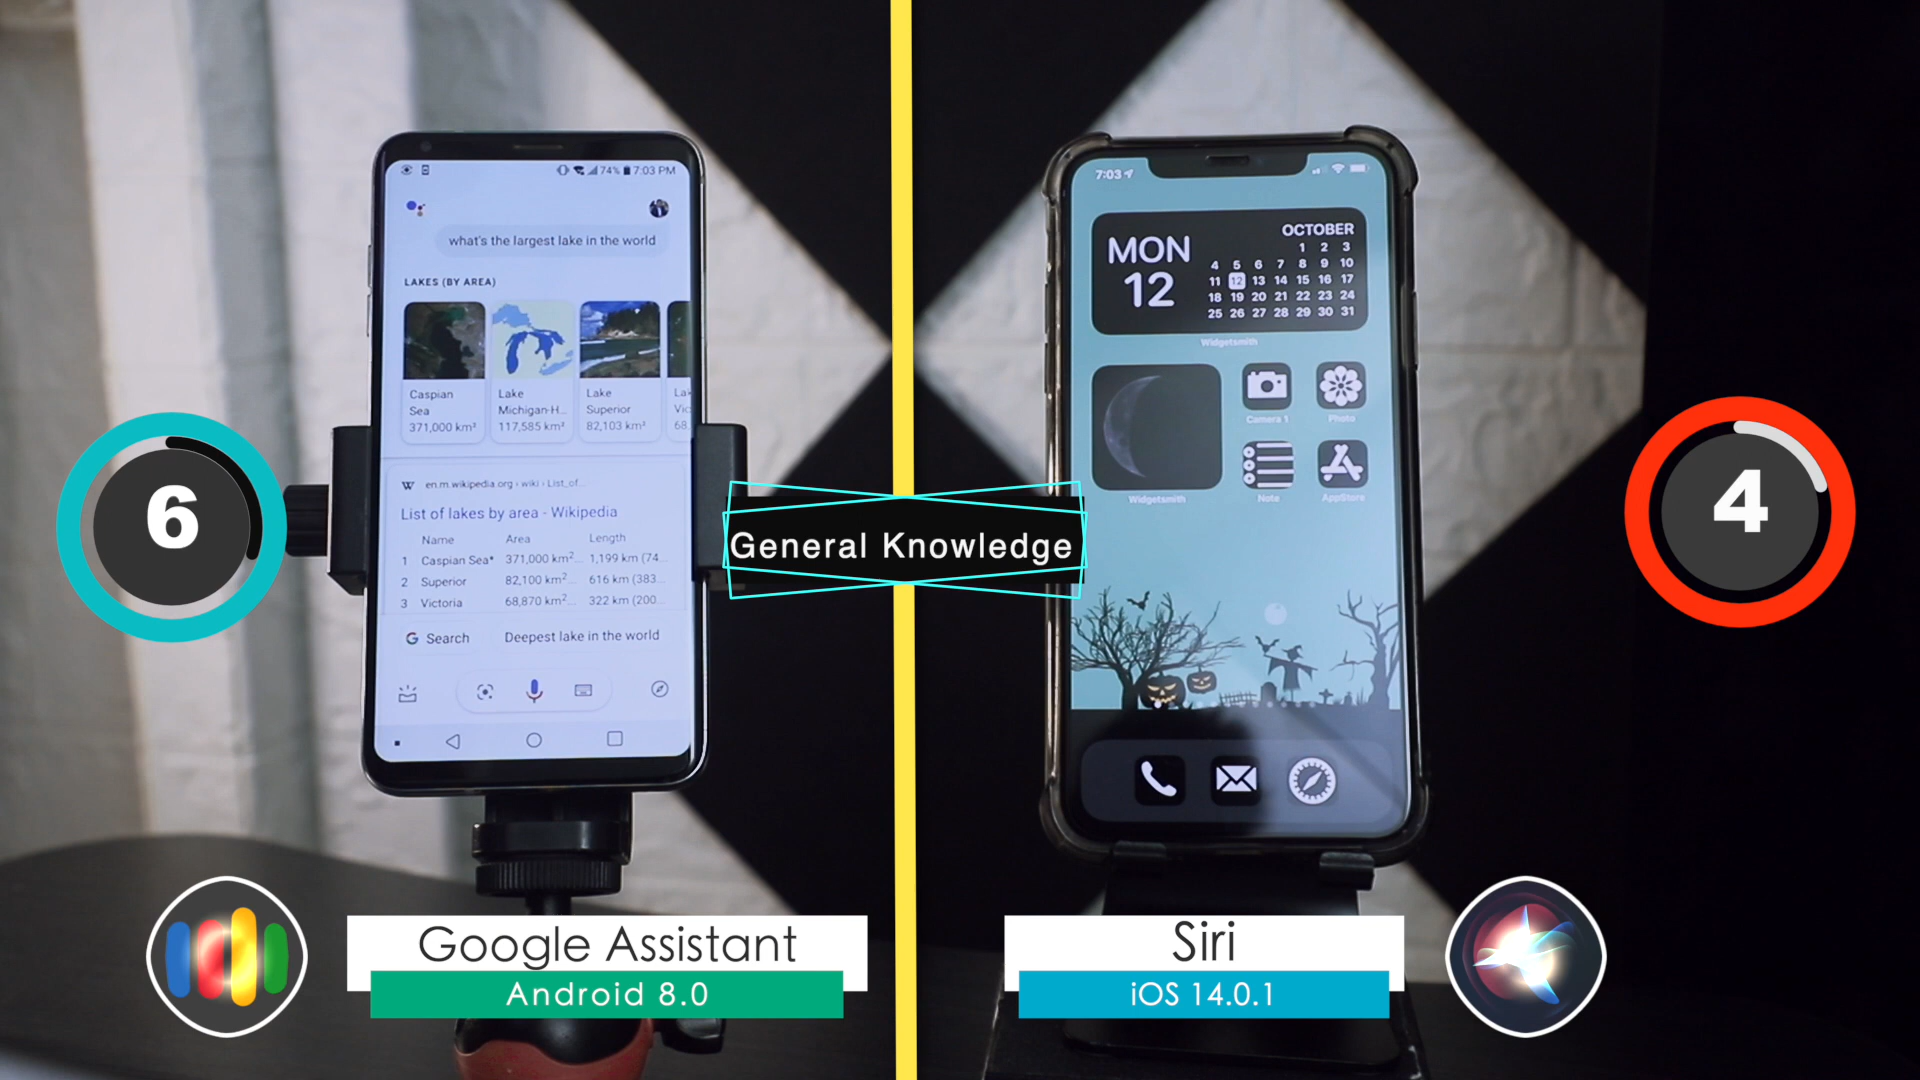 74% 7:03 PM
what's the largest lake in the world
LAKES (BY AREA)
Caspian Sea 371,000 km²
Lake Michigan-H... 117,585 km²
Lake Superior 82,103 km²
68,
en.m.wikipedia.org › wiki › List_of...
List of lakes by area - Wikipedia
Name Area Length
1 Caspian Sea* 371,000 km²... 1,199 km (74...
2 Superior 82,100 km²... 616 km (383...
3 Victoria 68,870 km²... 322 km (200...
G Search Deepest lake in the world
6
General Knowledge
7:03
MON
12
OCTOBER
1 2 3
4 5 6 7 8 9 10
11 12 13 14 15 16 17
18 19 20 21 22 23 24
25 26 27 28 29 30 31
Widgetsmith
Camera 1 Photo
Widgetsmith Note AppStore
4
Google Assistant
Android 8.0
Siri
iOS 14.0.1